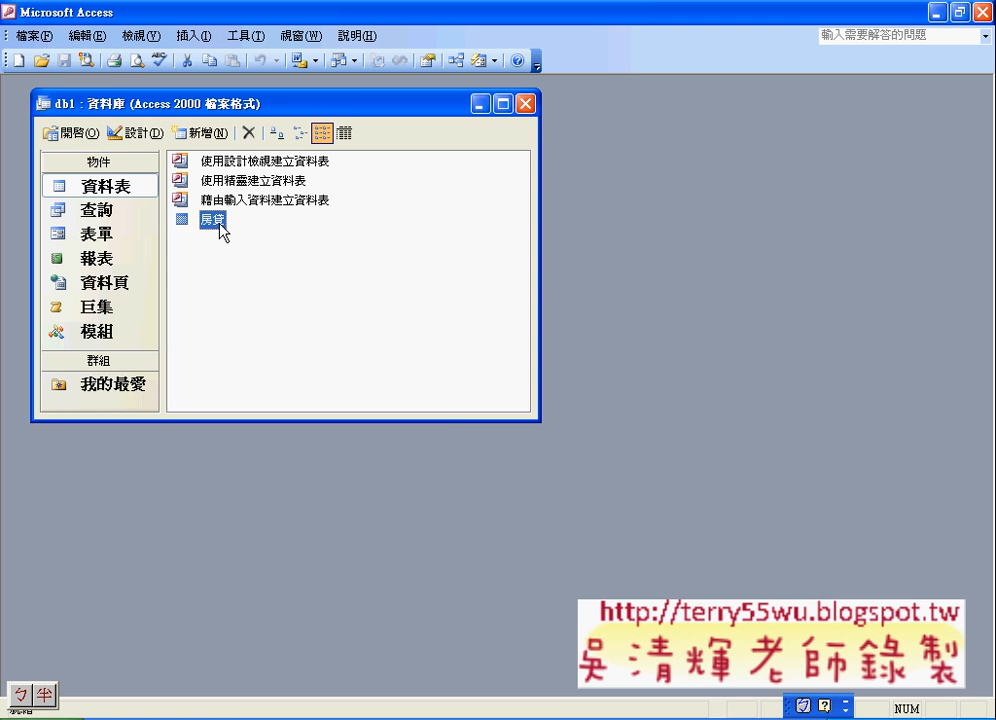 Microsoft Access
檔案(F) 編輯(E) 檢視(V) 插入(I) 工具(T) 視窗(W) 說明(H)
輸入需要解答的問題
db1 : 資料庫 (Access 2000 檔案格式)
開啓(O) 設計(D) 新增(N)
物件
資料表
查詢
表單
報表
資料頁
巨集
模組
群組
我的最愛
使用設計檢視建立資料表
使用精靈建立資料表
藉由輸入資料建立資料表
房貸
http://terry55wu.blogspot.tw
吳清輝老師錄製
ㄅ 半
NUM